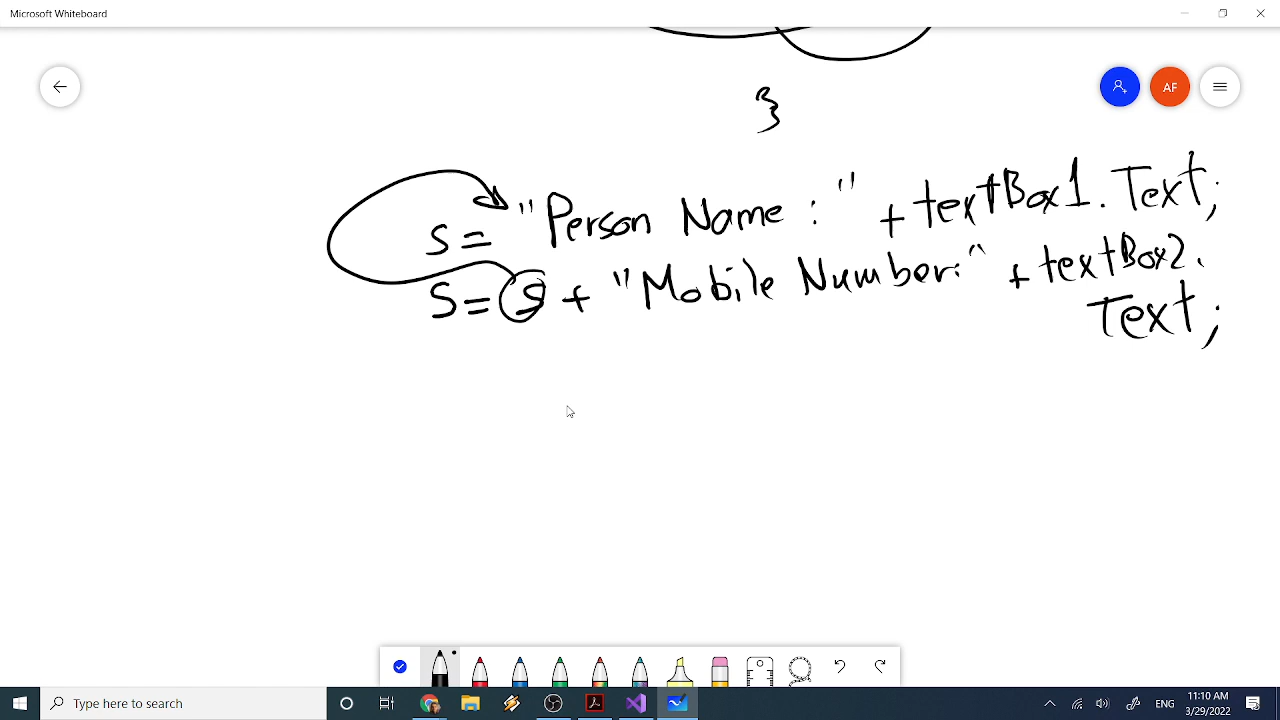 Microsoft Whiteboard
AF
}
s = "Person Name : " + textBox1.Text;
s = s + "Mobile Number:" + textBox2.
Text;
Type here to search
ENG
11:10 AM
3/29/2022